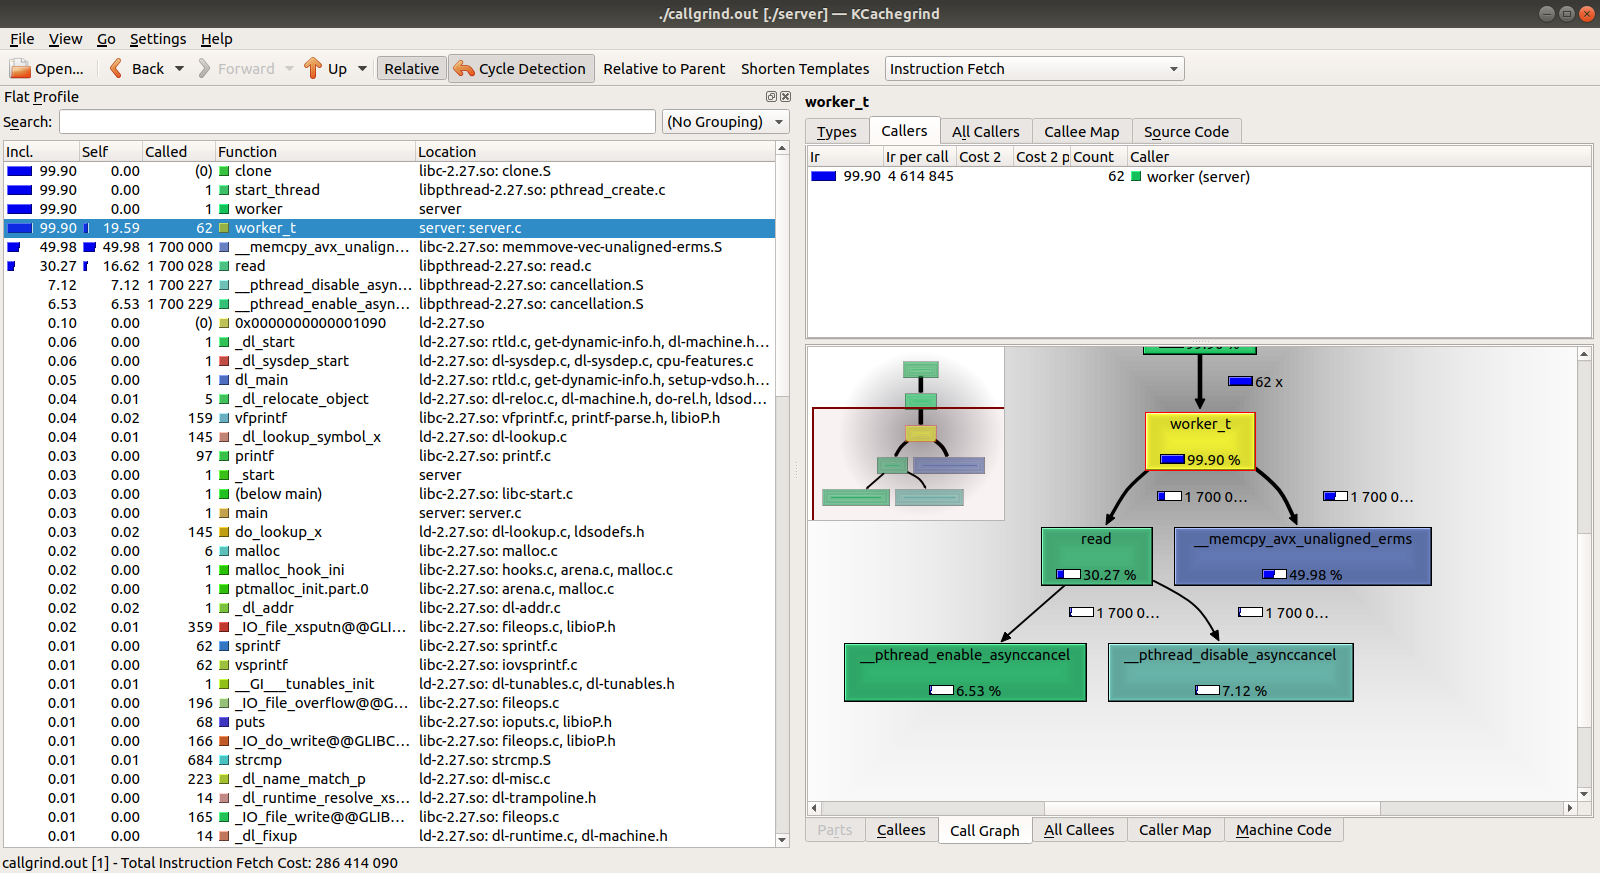 ./callgrind.out [./server] — KCachegrind
File View Go Settings Help
Open... Back Forward Up Relative Cycle Detection Relative to Parent Shorten Templates Instruction Fetch
Flat Profile
Search: (No Grouping)
Incl. Self Called Function Location
99.90 0.00 (0) clone libc-2.27.so: clone.S
99.90 0.00 1 start_thread libpthread-2.27.so: pthread_create.c
99.90 0.00 1 worker server
99.90 19.59 62 worker_t server: server.c
49.98 49.98 1 700 000 __memcpy_avx_unalign... libc-2.27.so: memmove-vec-unaligned-erms.S
30.27 16.62 1 700 028 read libpthread-2.27.so: read.c
7.12 7.12 1 700 227 __pthread_disable_asyn... libpthread-2.27.so: cancellation.S
6.53 6.53 1 700 229 __pthread_enable_asyn... libpthread-2.27.so: cancellation.S
0.10 0.00 (0) 0x0000000000001090 ld-2.27.so
0.06 0.00 1 _dl_start ld-2.27.so: rtld.c, get-dynamic-info.h, dl-machine.h...
0.06 0.00 1 _dl_sysdep_start ld-2.27.so: dl-sysdep.c, dl-sysdep.c, cpu-features.c
0.05 0.00 1 dl_main ld-2.27.so: rtld.c, get-dynamic-info.h, setup-vdso.h,...
0.04 0.01 5 _dl_relocate_object ld-2.27.so: dl-reloc.c, dl-machine.h, do-rel.h, ldsod...
0.04 0.02 159 vfprintf libc-2.27.so: vfprintf.c, printf-parse.h, libioP.h
0.04 0.01 145 _dl_lookup_symbol_x ld-2.27.so: dl-lookup.c
0.03 0.00 97 printf libc-2.27.so: printf.c
0.03 0.00 1 _start server
0.03 0.00 1 (below main) libc-2.27.so: libc-start.c
0.03 0.00 1 main server: server.c
0.03 0.02 145 do_lookup_x ld-2.27.so: dl-lookup.c, ldsodefs.h
0.02 0.00 6 malloc libc-2.27.so: malloc.c
0.02 0.00 1 malloc_hook_ini libc-2.27.so: hooks.c, arena.c, malloc.c
0.02 0.00 1 ptmalloc_init.part.0 libc-2.27.so: arena.c, malloc.c
0.02 0.02 1 _dl_addr libc-2.27.so: dl-addr.c
0.02 0.01 359 _IO_file_xsputn@@GLI... libc-2.27.so: fileops.c, libioP.h
0.01 0.00 62 sprintf libc-2.27.so: sprintf.c
0.01 0.00 62 vsprintf libc-2.27.so: iovsprintf.c
0.01 0.01 1 __GI___tunables_init ld-2.27.so: dl-tunables.c, dl-tunables.h
0.01 0.00 196 _IO_file_overflow@@G... libc-2.27.so: fileops.c
0.01 0.00 68 puts libc-2.27.so: ioputs.c, libioP.h
0.01 0.00 166 _IO_do_write@@GLIBC... libc-2.27.so: fileops.c, libioP.h
0.01 0.01 684 strcmp ld-2.27.so: strcmp.S
0.01 0.00 223 _dl_name_match_p ld-2.27.so: dl-misc.c
0.01 0.00 14 _dl_runtime_resolve_xs... ld-2.27.so: dl-trampoline.h
0.01 0.00 165 _IO_file_write@@GLIB... libc-2.27.so: fileops.c
0.01 0.00 14 _dl_fixup ld-2.27.so: dl-runtime.c, dl-machine.h
callgrind.out [1] - Total Instruction Fetch Cost: 286 414 090
worker_t
Types Callers All Callers Callee Map Source Code
Ir Ir per call Cost 2 Cost 2 p Count Caller
99.90 4 614 845 62 worker (server)
62 x
worker_t
99.90 %
1 700 0... 1 700 0...
read __memcpy_avx_unaligned_erms
30.27 % 49.98 %
1 700 0... 1 700 0...
__pthread_enable_asynccancel __pthread_disable_asynccancel
6.53 % 7.12 %
Parts Callees Call Graph All Callees Caller Map Machine Code